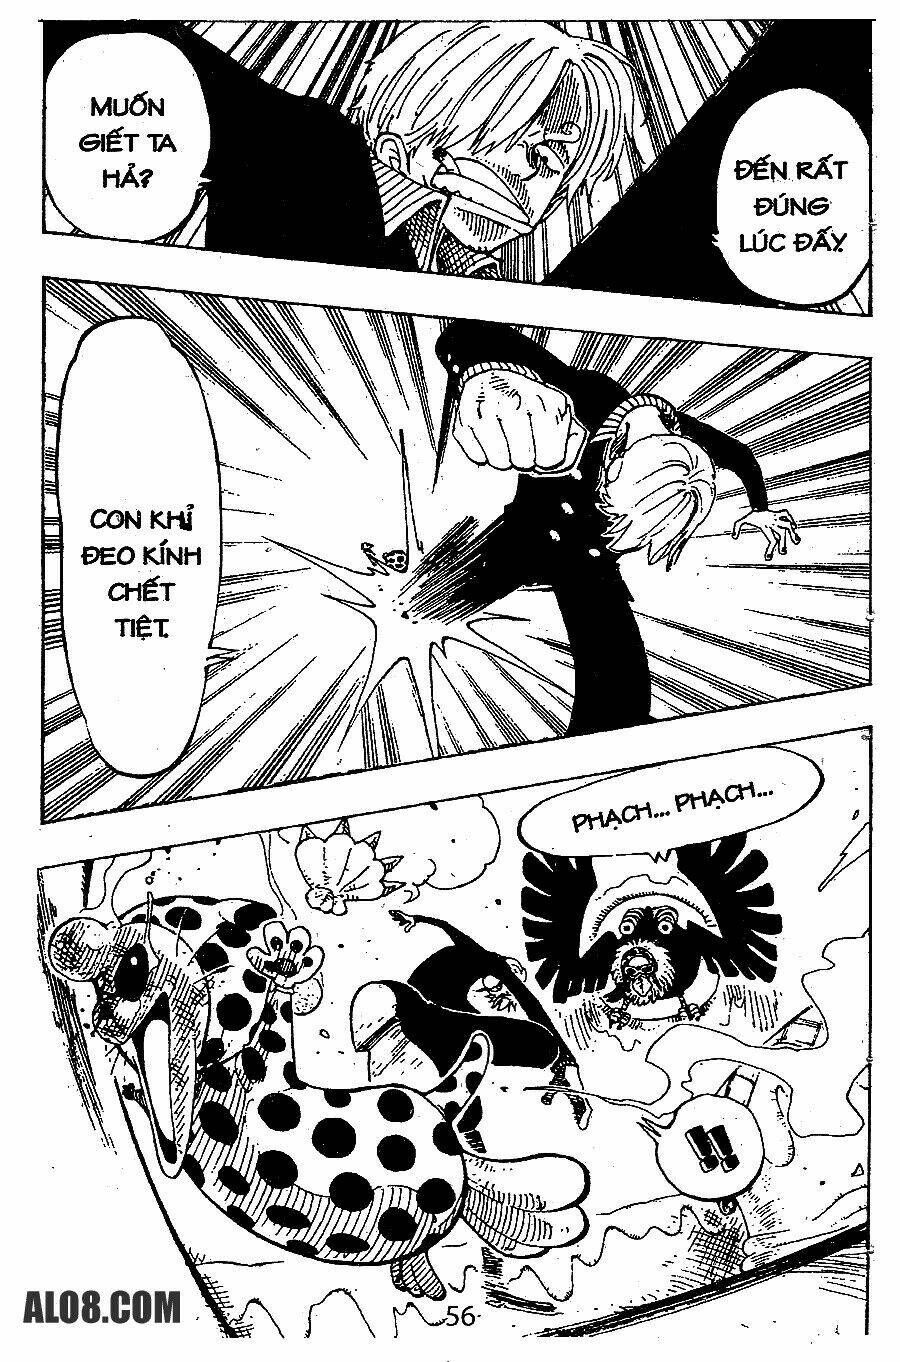 MUỐN
GIẾT TA
HẢ?
ĐẾN RẤT
ĐÚNG
LÚC ĐẤY.
CON KHỈ
ĐEO KÍNH
CHẾT
TIỆT.
PHẠCH... PHẠCH...
!!
AL08.COM
56